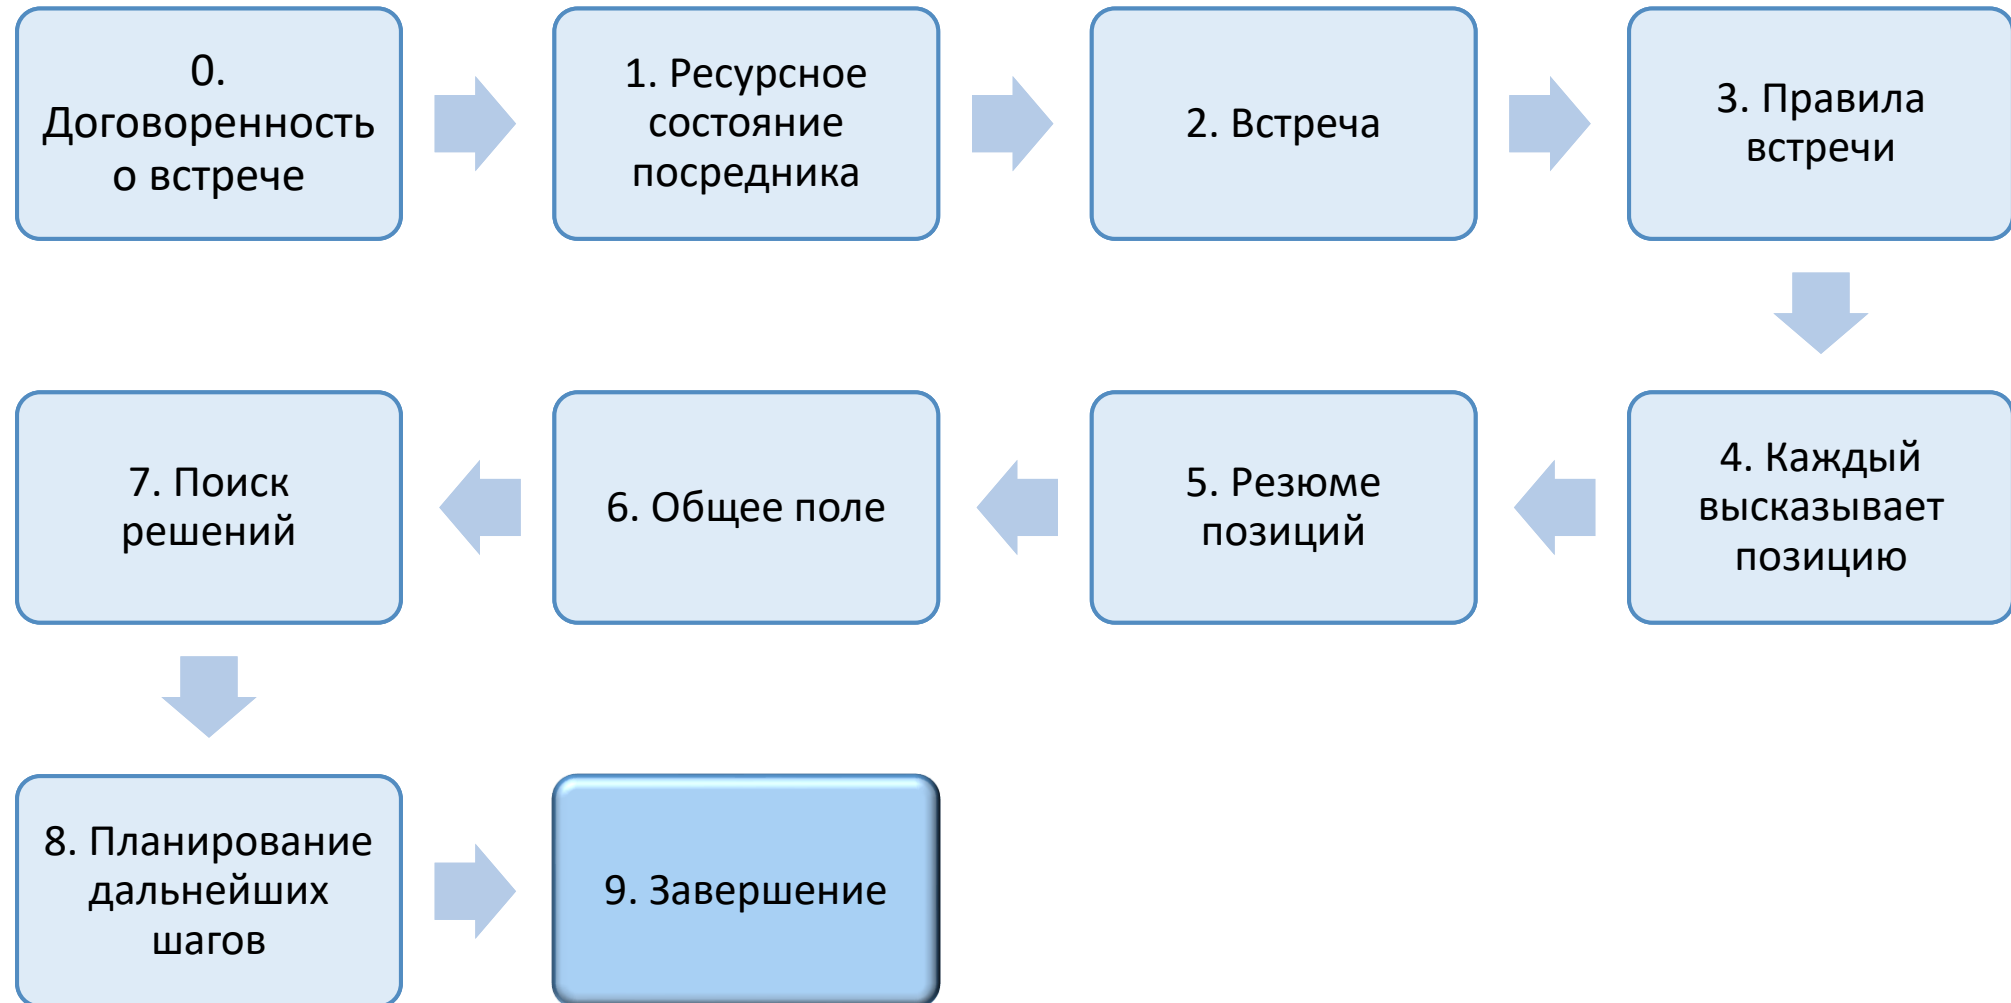 0.
Договоренность
о встрече
1. Ресурсное
состояние
посредника
2. Встреча
3. Правила
встречи
4. Каждый
высказывает
позицию
5. Резюме
позиций
6. Общее поле
7. Поиск
решений
8. Планирование
дальнейших
шагов
9. Завершение